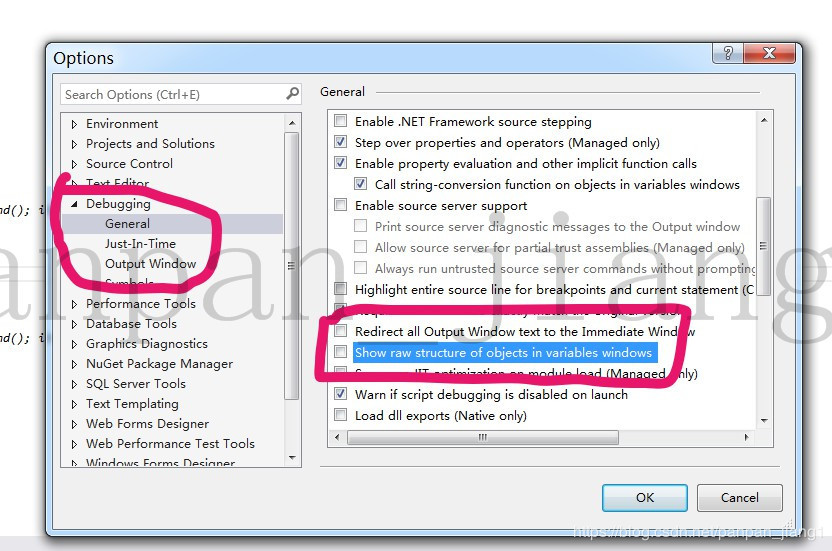 Options
Search Options (Ctrl+E)
Environment
Projects and Solutions
Source Control
Text Editor
Debugging
General
Just-In-Time
Output Window
Symbols
Performance Tools
Database Tools
Graphics Diagnostics
NuGet Package Manager
SQL Server Tools
Text Templating
Web Forms Designer
Web Performance Test Tools
Windows Forms Designer
General
Enable .NET Framework source stepping
Step over properties and operators (Managed only)
Enable property evaluation and other implicit function calls
Call string-conversion function on objects in variables windows
Enable source server support
Print source server diagnostic messages to the Output window
Allow source server for partial trust assemblies (Managed only)
Always run untrusted source server commands without prompting
Highlight entire source line for breakpoints and current statement (C
Redirect all Output Window text to the Immediate Window
Show raw structure of objects in variables windows
JIT optimization on module load (Managed only)
Warn if script debugging is disabled on launch
Load dll exports (Native only)
OK
Cancel
nd(); i
nd(); i
anpan_jiang
https://blog.csdn.net/panpan_jiang1